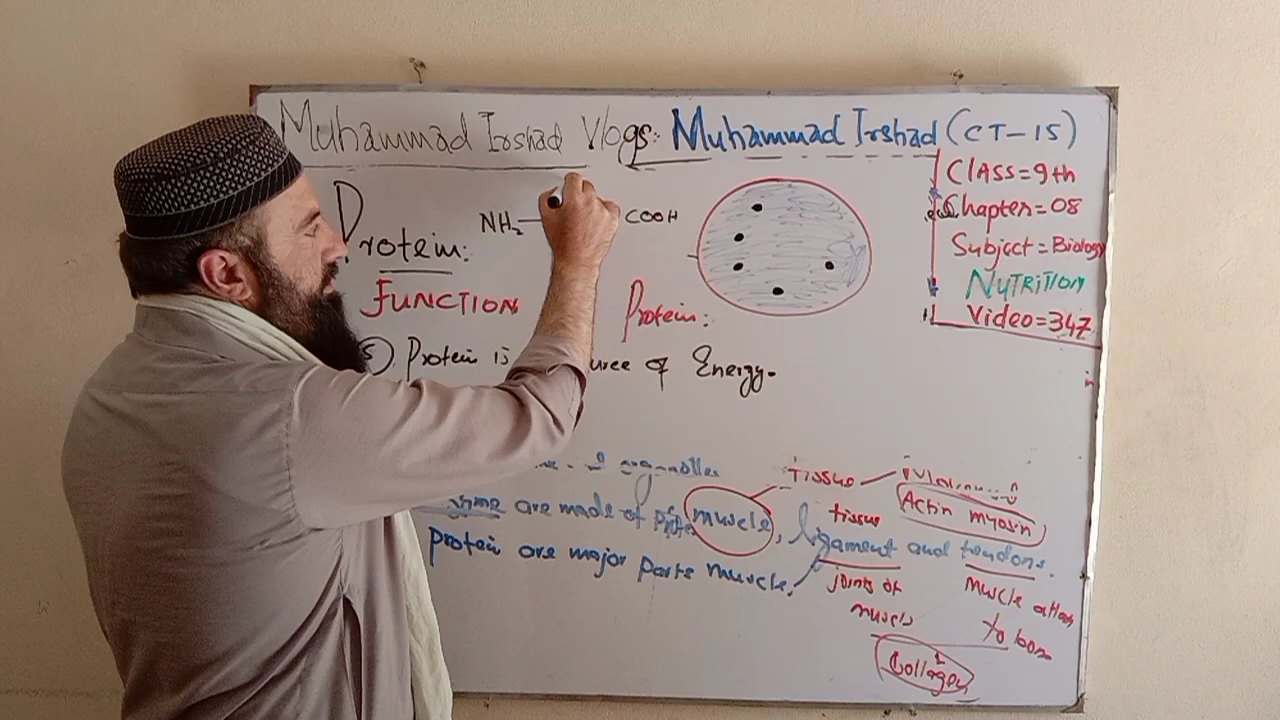 Muhammad Irshad Vlogs: Muhammad Irshad (CT-15)
Class=9th
Chapter=08
Subject=Biology
NUTRITION
Video=347
Protein:
NH2 — COOH
FUNCTION
Protein:
5) Protein is urce of Energy.
Tissue
Actin myosin
are made of muscle, ligament and tendons.
tissue
protein are major parts muscle,
joints of
muscle
Muscle attach
to bone
Collagen